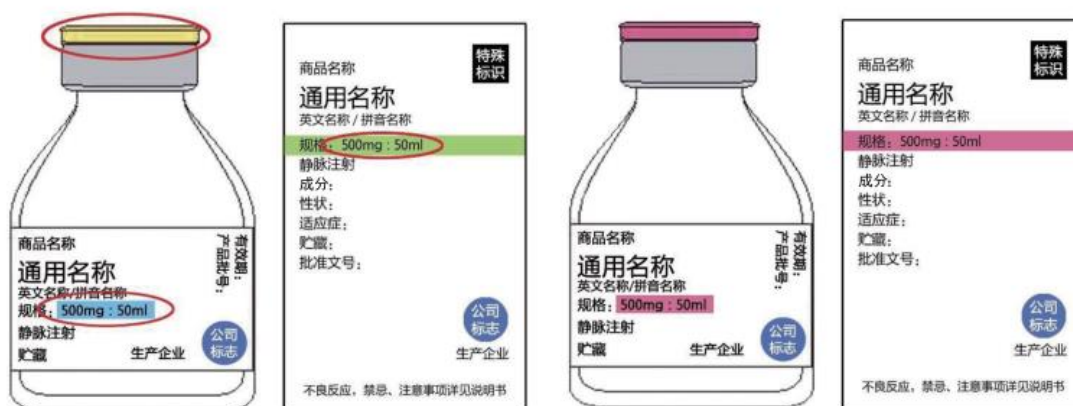 商品名称
通用名称
英文名称/拼音名称
规格：500mg：50ml
静脉注射
贮藏
生产企业
有效期：
产品批号：
公司
标志
特殊
标识
商品名称
通用名称
英文名称 / 拼音名称
规格：500mg：50ml
静脉注射
成分：
性状：
适应症：
贮藏：
批准文号：
公司
标志
生产企业
不良反应，禁忌、注意事项详见说明书
商品名称
通用名称
英文名称/拼音名称
规格：500mg：50ml
静脉注射
贮藏
生产企业
有效期：
产品批号：
公司
标志
特殊
标识
商品名称
通用名称
英文名称 / 拼音名称
规格：500mg：50ml
静脉注射
成分：
性状：
适应症：
贮藏：
批准文号：
公司
标志
生产企业
不良反应，禁忌、注意事项详见说明书